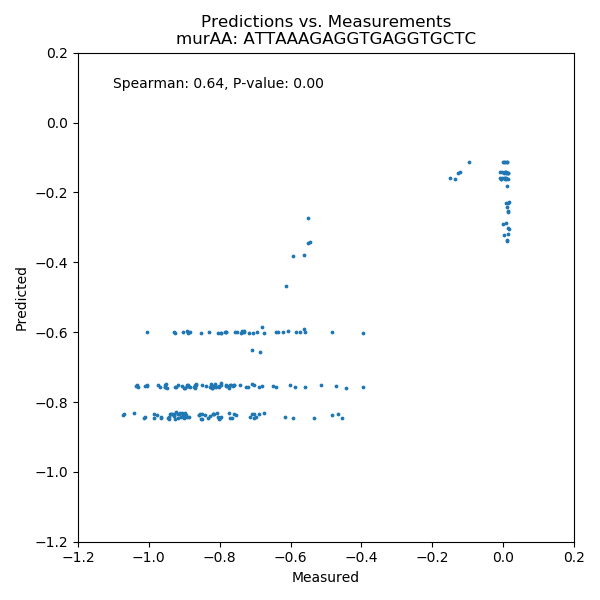 Predictions vs. Measurements
murAA: ATTAAAGAGGTGAGGTGCTC
Spearman: 0.64, P-value: 0.00
0.2
0.0
−0.2
−0.4
−0.6
−0.8
−1.0
−1.2
Predicted
−1.2 −1.0 −0.8 −0.6 −0.4 −0.2 0.0 0.2
Measured